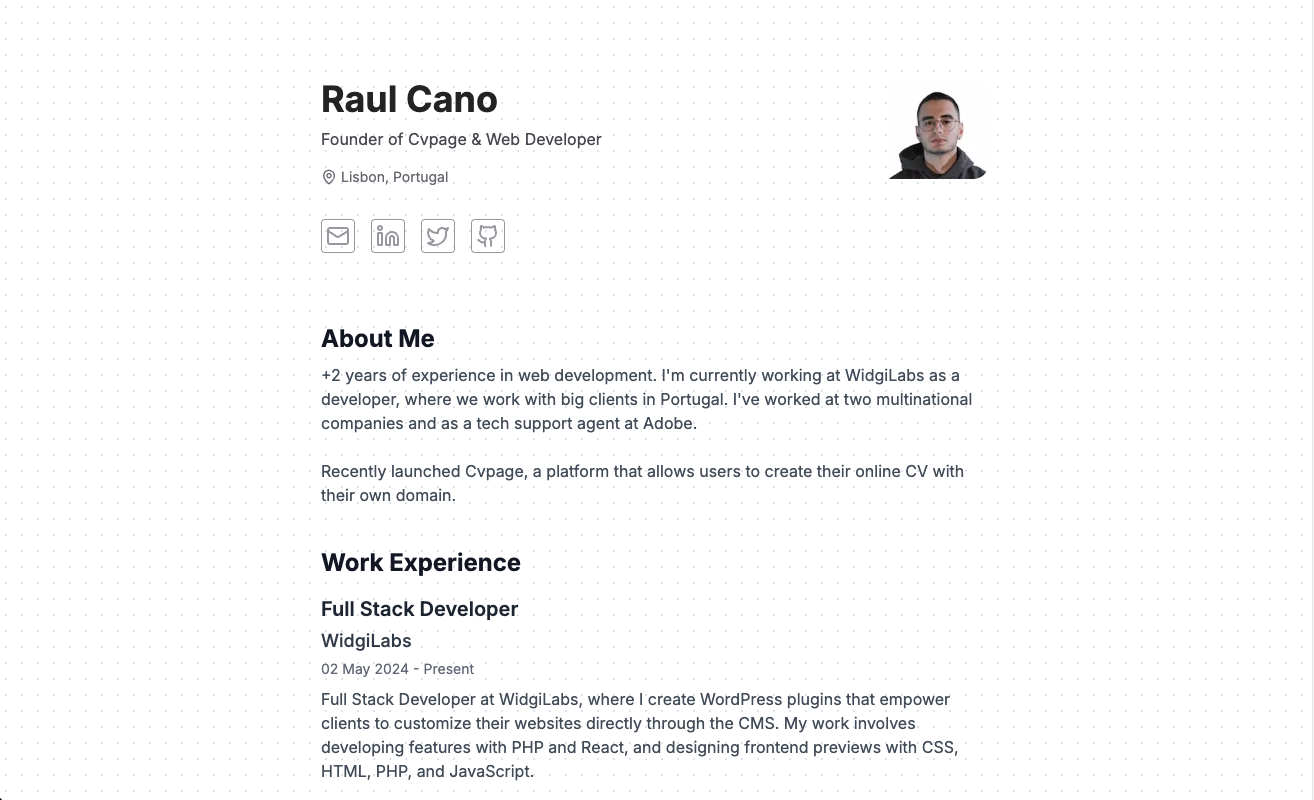 Raul Cano
Founder of Cvpage & Web Developer
Lisbon, Portugal
About Me
+2 years of experience in web development. I'm currently working at WidgiLabs as a
developer, where we work with big clients in Portugal. I've worked at two multinational
companies and as a tech support agent at Adobe.
Recently launched Cvpage, a platform that allows users to create their online CV with
their own domain.
Work Experience
Full Stack Developer
WidgiLabs
02 May 2024 - Present
Full Stack Developer at WidgiLabs, where I create WordPress plugins that empower
clients to customize their websites directly through the CMS. My work involves
developing features with PHP and React, and designing frontend previews with CSS,
HTML, PHP, and JavaScript.